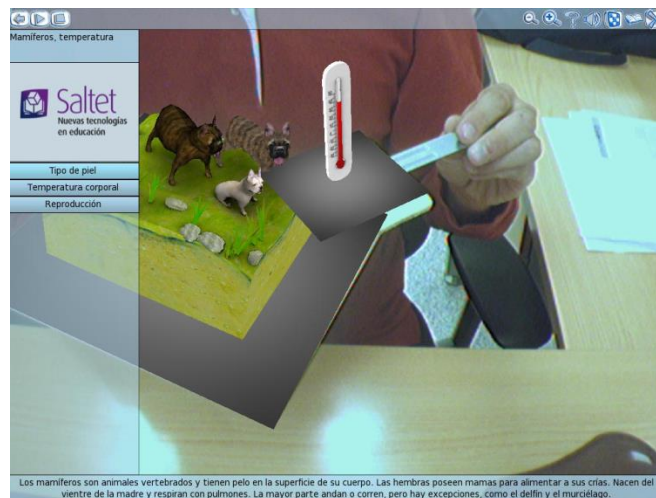 Mamíferos, temperatura
Saltet
Nuevas tecnologías
en educación
Tipo de piel
Temperatura corporal
Reproducción
Los mamíferos son animales vertebrados y tienen pelo en la superficie de su cuerpo. Las hembras poseen mamas para alimentar a sus crías. Nacen del
vientre de la madre y respiran con pulmones. La mayor parte andan o corren, pero hay excepciones, como el delfín y el murciélago.